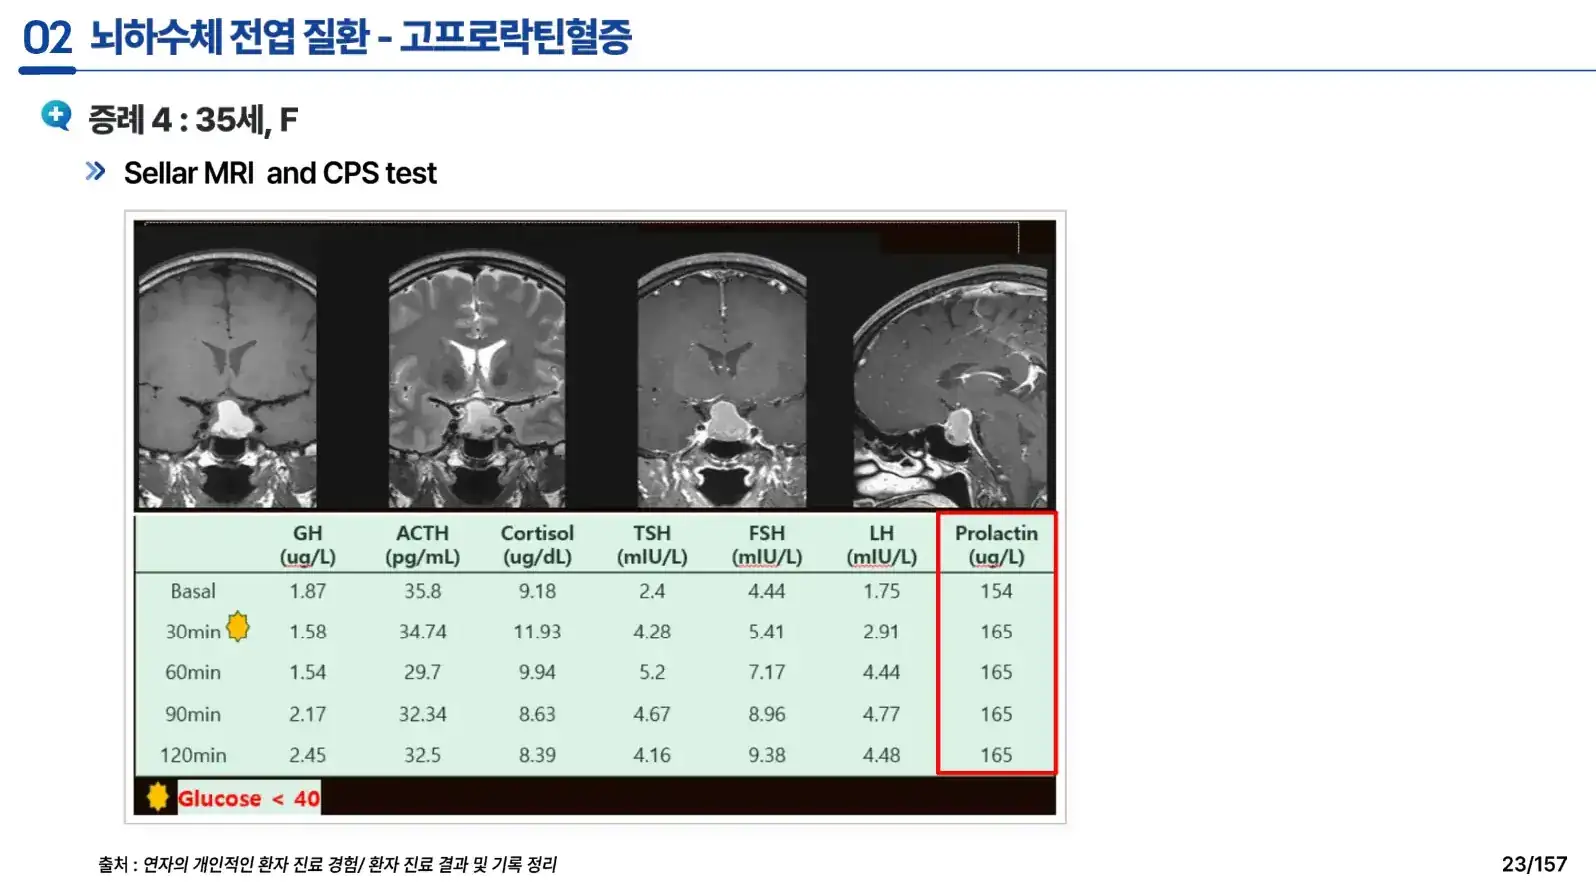 02 뇌하수체 전엽 질환 - 고프로락틴혈증
증례 4 : 35세, F
Sellar MRI and CPS test
GH (ug/L) ACTH (pg/mL) Cortisol (ug/dL) TSH (mIU/L) FSH (mIU/L) LH (mIU/L) Prolactin (ug/L)
Basal 1.87 35.8 9.18 2.4 4.44 1.75 154
30min 1.58 34.74 11.93 4.28 5.41 2.91 165
60min 1.54 29.7 9.94 5.2 7.17 4.44 165
90min 2.17 32.34 8.63 4.67 8.96 4.77 165
120min 2.45 32.5 8.39 4.16 9.38 4.48 165
Glucose < 40
출처 : 연자의 개인적인 환자 진료 경험/ 환자 진료 결과 및 기록 정리
23/157